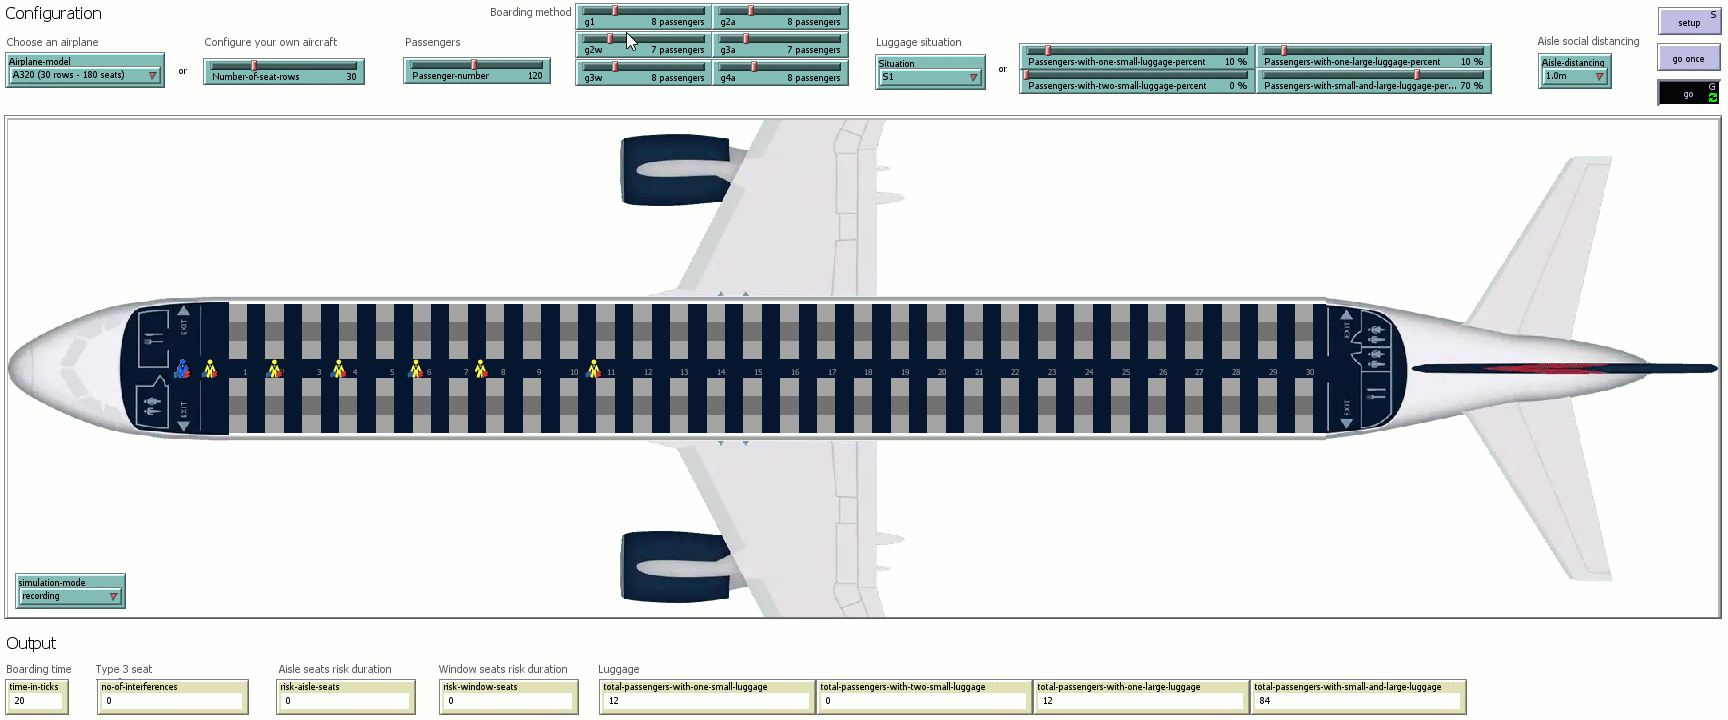 Configuration
Choose an airplane
Airplane-model
A320 (30 rows - 180 seats)
or
Configure your own aircraft
Number-of-seat-rows 30
Passengers
Passenger-number 120
Boarding method
g1 8 passengers
g2a 8 passengers
g2w 7 passengers
g3a 7 passengers
g3w 8 passengers
g4a 8 passengers
Luggage situation
Situation
S1
or
Passengers-with-one-small-luggage-percent 10 %
Passengers-with-one-large-luggage-percent 10 %
Passengers-with-two-small-luggage-percent 0 %
Passengers-with-small-and-large-luggage-per... 70 %
Aisle social distancing
Aisle-distancing
1.0m
S
setup
go once
G
go
EXIT
EXIT
1 2 3 4 5 6 7 8 9 10 11 12 13 14 15 16 17 18 19 20 21 22 23 24 25 26 27 28 29 30
EXIT
EXIT
simulation-mode
recording
Output
Boarding time
time-in-ticks
20
Type 3 seat
no-of-interferences
0
Aisle seats risk duration
risk-aisle-seats
0
Window seats risk duration
risk-window-seats
0
Luggage
total-passengers-with-one-small-luggage
12
total-passengers-with-two-small-luggage
0
total-passengers-with-one-large-luggage
12
total-passengers-with-small-and-large-luggage
84